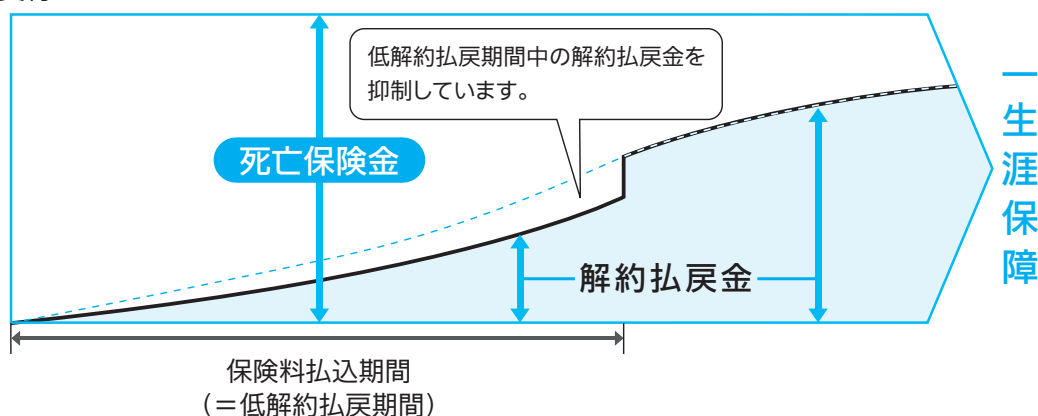 低解約払戻期間中の解約払戻金を
抑制しています。
死亡保険金
解約払戻金
一生涯保障
保険料払込期間
（＝低解約払戻期間）